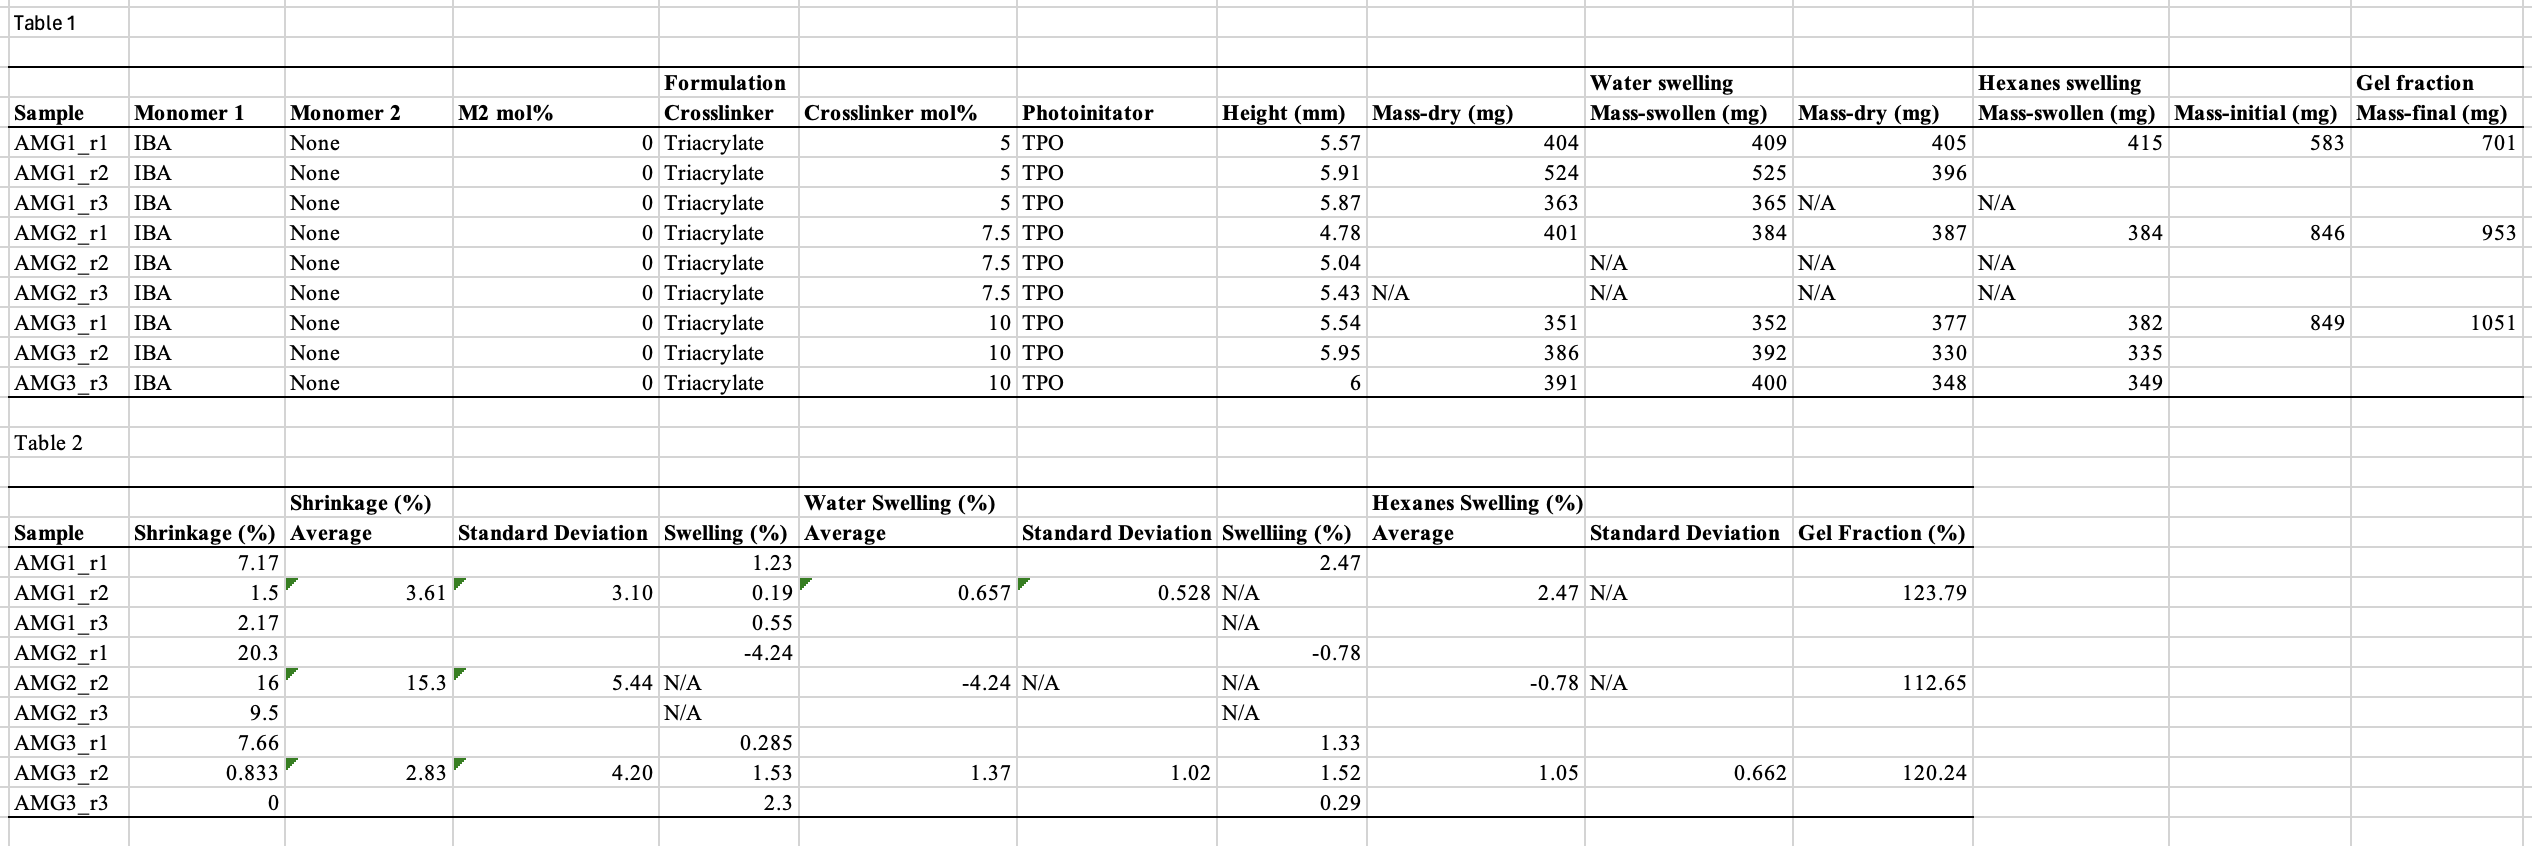 Table 1
Formulation Water swelling Hexanes swelling Gel fraction
Sample Monomer 1 Monomer 2 M2 mol% Crosslinker Crosslinker mol% Photoinitator Height (mm) Mass-dry (mg) Mass-swollen (mg) Mass-dry (mg) Mass-swollen (mg) Mass-initial (mg) Mass-final (mg)
AMG1_r1 IBA None 0 Triacrylate 5 TPO 5.57 404 409 405 415 583 701
AMG1_r2 IBA None 0 Triacrylate 5 TPO 5.91 524 525 396
AMG1_r3 IBA None 0 Triacrylate 5 TPO 5.87 363 365 N/A N/A
AMG2_r1 IBA None 0 Triacrylate 7.5 TPO 4.78 401 384 387 384 846 953
AMG2_r2 IBA None 0 Triacrylate 7.5 TPO 5.04 N/A N/A N/A
AMG2_r3 IBA None 0 Triacrylate 7.5 TPO 5.43 N/A N/A N/A N/A
AMG3_r1 IBA None 0 Triacrylate 10 TPO 5.54 351 352 377 382 849 1051
AMG3_r2 IBA None 0 Triacrylate 10 TPO 5.95 386 392 330 335
AMG3_r3 IBA None 0 Triacrylate 10 TPO 6 391 400 348 349
Table 2
Shrinkage (%) Water Swelling (%) Hexanes Swelling (%)
Sample Shrinkage (%) Average Standard Deviation Swelling (%) Average Standard Deviation Swelliing (%) Average Standard Deviation Gel Fraction (%)
AMG1_r1 7.17 1.23 2.47
AMG1_r2 1.5 3.61 3.10 0.19 0.657 0.528 N/A 2.47 N/A 123.79
AMG1_r3 2.17 0.55 N/A
AMG2_r1 20.3 -4.24 -0.78
AMG2_r2 16 15.3 5.44 N/A -4.24 N/A N/A -0.78 N/A 112.65
AMG2_r3 9.5 N/A N/A
AMG3_r1 7.66 0.285 1.33
AMG3_r2 0.833 2.83 4.20 1.53 1.37 1.02 1.52 1.05 0.662 120.24
AMG3_r3 0 2.3 0.29